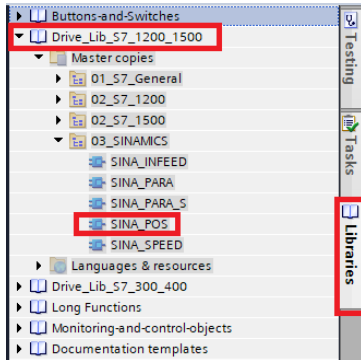 Buttons-and-Switches
Drive_Lib_S7_1200_1500
Master copies
01_S7_General
02_S7_1200
02_S7_1500
03_SINAMICS
SINA_INFEED
SINA_PARA
SINA_PARA_S
SINA_POS
SINA_SPEED
Languages & resources
Drive_Lib_S7_300_400
Long Functions
Monitoring-and-control-objects
Documentation templates
Testing
Tasks
Libraries